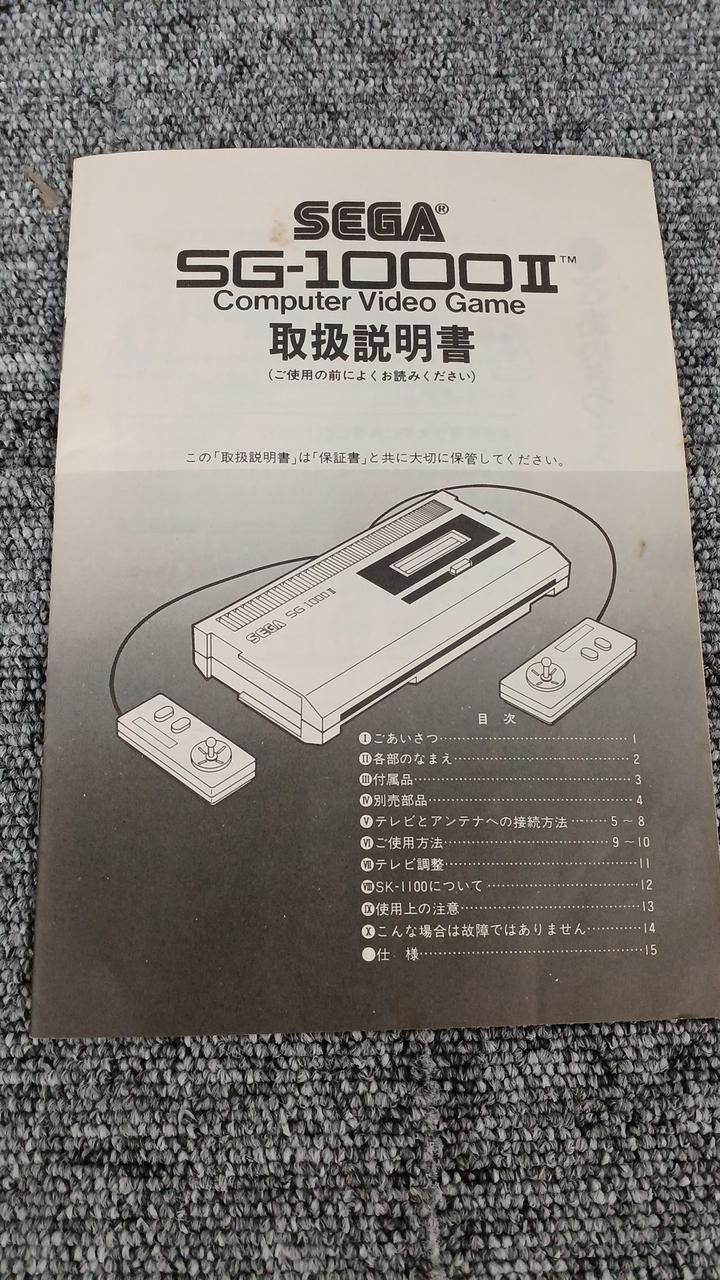 SEGA®
SG-1000II™
Computer Video Game
取扱説明書
(ご使用の前によくお読みください)
この「取扱説明書」は「保証書」と共に大切に保管してください。
SEGA SG 1000II
目 次
Ⅰごあいさつ……………………1
Ⅱ各部のなまえ……………………2
Ⅲ付属品……………………3
Ⅳ別売部品……………………4
Ⅴテレビとアンテナへの接続方法……5～8
Ⅵご使用方法……………………9～10
Ⅶテレビ調整……………………11
ⅧSK-1100について……………………12
Ⅸ使用上の注意……………………13
Ⅹこんな場合は故障ではありません……14
●仕 様……………………15